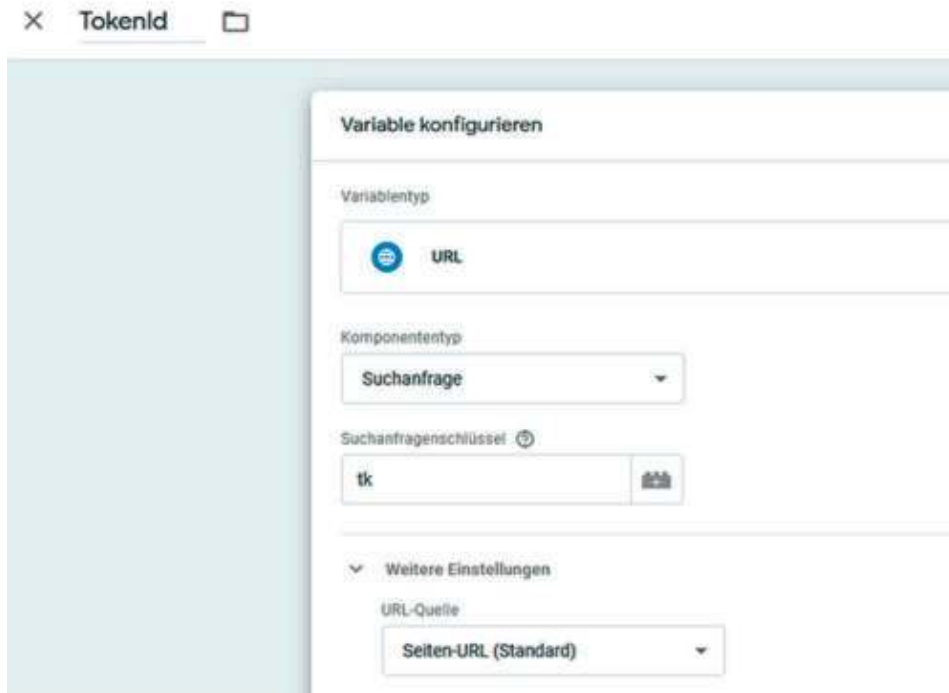 TokenId
Variable konfigurieren
Variablentyp
URL
Komponententyp
Suchanfrage
Suchanfragenschlüssel
tk
Weitere Einstellungen
URL-Quelle
Seiten-URL (Standard)